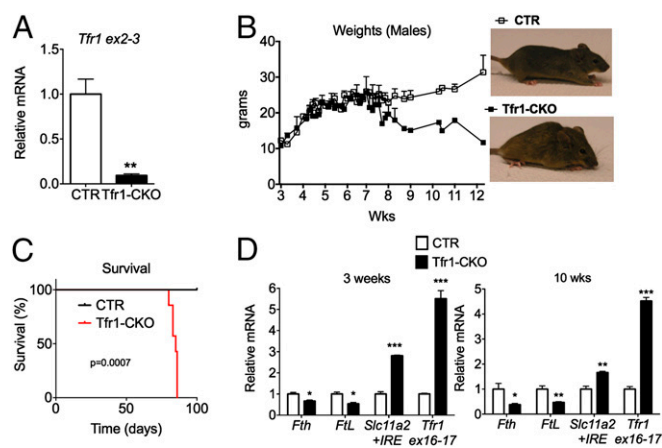 A
Tfr1 ex2-3
Relative mRNA
1.5
1.0
0.5
0.0
**
CTR Tfr1-CKO
B
Weights (Males)
grams
40
30
20
10
0
3 4 5 6 7 8 9 10 11 12
Wks
CTR
Tfr1-CKO
C
Survival
Survival (%)
100
50
0
CTR
Tfr1-CKO
p=0.0007
0 50 100
Time (days)
D
CTR
Tfr1-CKO
3 weeks
Relative mRNA
6
5
4
3
2
1
0
* * *** ***
Fth FtL Slc11a2 Tfr1
+IRE ex16-17
10 wks
Relative mRNA
5
4
3
2
1
0
* ** ** ***
Fth FtL Slc11a2 Tfr1
+IRE ex16-17